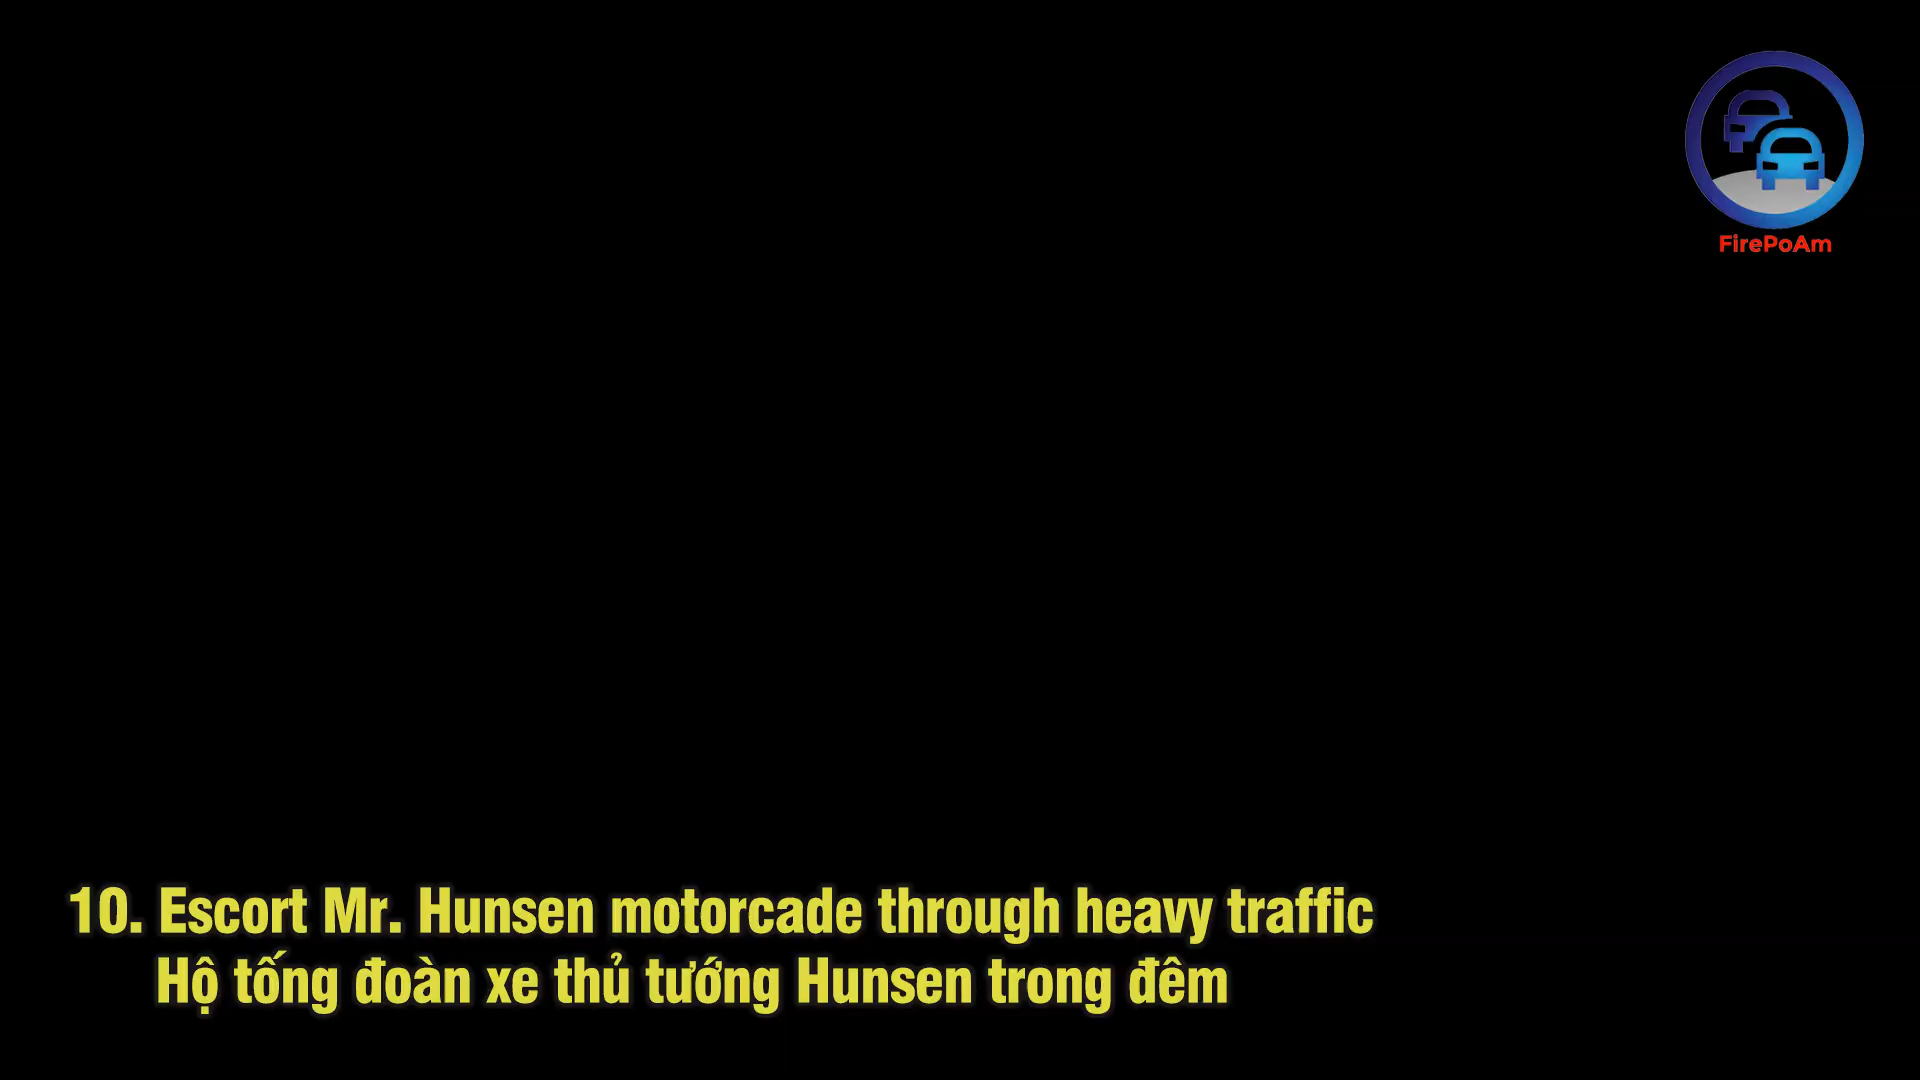 FirePoAm
10. Escort Mr. Hunsen motorcade through heavy traffic
Hộ tống đoàn xe thủ tướng Hunsen trong đêm